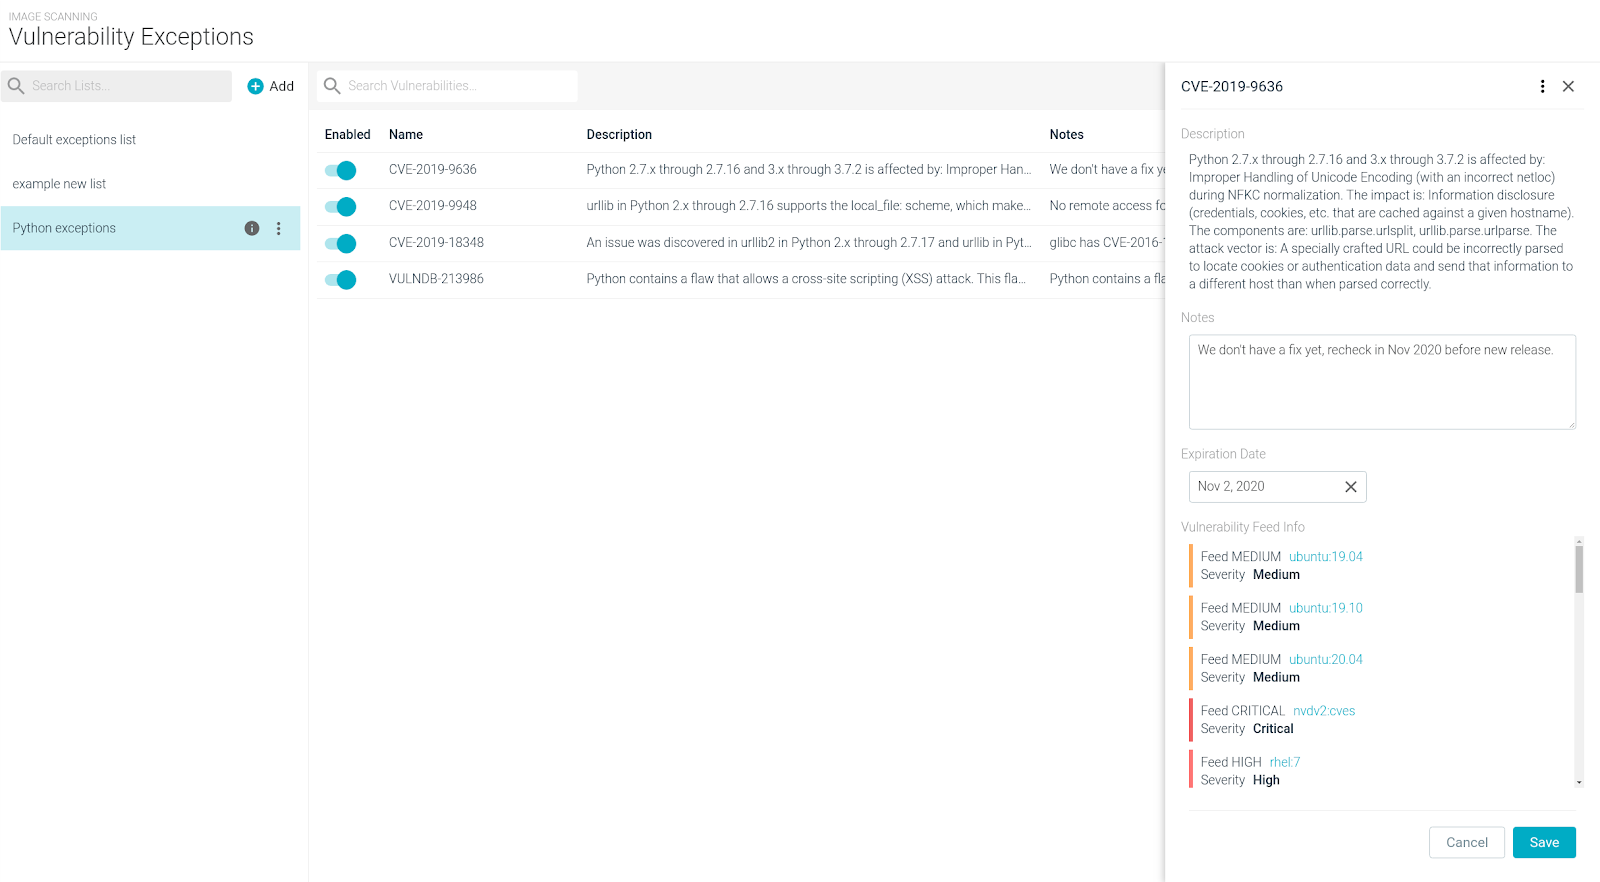 IMAGE SCANNING
Vulnerability Exceptions
Search Lists...
Add
Default exceptions list
example new list
Python exceptions
Search Vulnerabilities...
Enabled Name Description Notes
CVE-2019-9636 Python 2.7.x through 2.7.16 and 3.x through 3.7.2 is affected by: Improper Han... We don't have a fix
CVE-2019-9948 urllib in Python 2.x through 2.7.16 supports the local_file: scheme, which make... No remote access fo
CVE-2019-18348 An issue was discovered in urllib2 in Python 2.x through 2.7.17 and urllib in Pyt... glibc has CVE-2016-
VULNDB-213986 Python contains a flaw that allows a cross-site scripting (XSS) attack. This fla... Python contains a fla
CVE-2019-9636
Description
Python 2.7.x through 2.7.16 and 3.x through 3.7.2 is affected by:
Improper Handling of Unicode Encoding (with an incorrect netloc)
during NFKC normalization. The impact is: Information disclosure
(credentials, cookies, etc. that are cached against a given hostname).
The components are: urllib.parse.urlsplit, urllib.parse.urlparse. The
attack vector is: A specially crafted URL could be incorrectly parsed
to locate cookies or authentication data and send that information to
a different host than when parsed correctly.
Notes
We don't have a fix yet, recheck in Nov 2020 before new release.
Expiration Date
Nov 2, 2020
Vulnerability Feed Info
Feed MEDIUM ubuntu:19.04
Severity Medium
Feed MEDIUM ubuntu:19.10
Severity Medium
Feed MEDIUM ubuntu:20.04
Severity Medium
Feed CRITICAL nvdv2:cves
Severity Critical
Feed HIGH rhel:7
Severity High
Cancel
Save